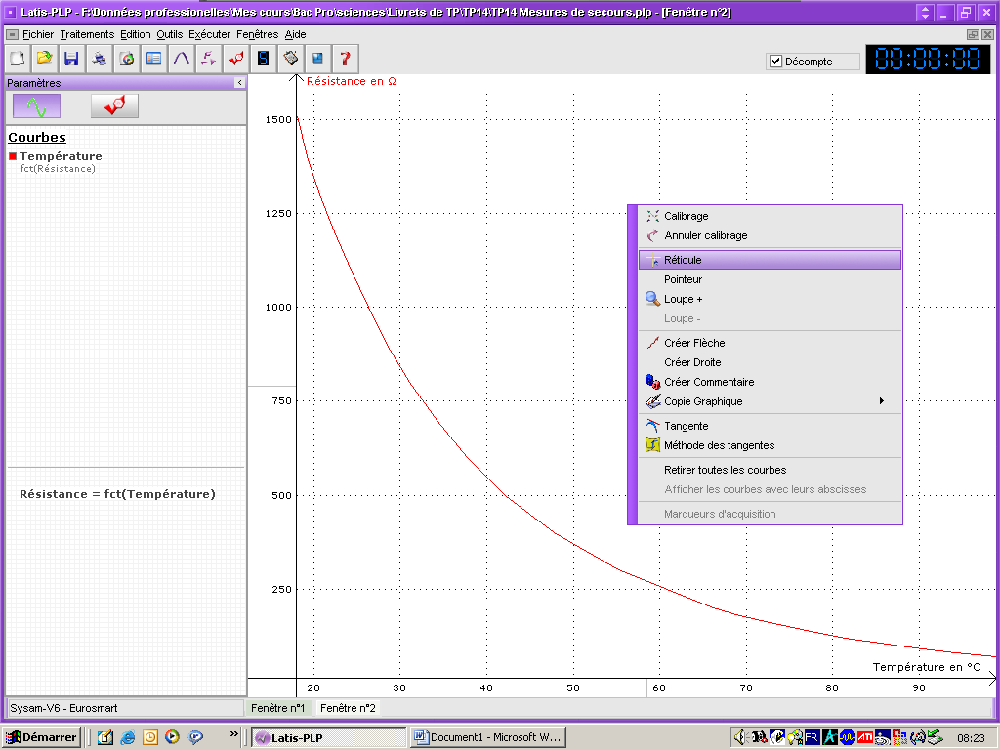 Latis-PLP - F:\Données professionelles\Mes cours\Bac Pro\sciences\Livrets de TP\TP14\TP14 Mesures de secours.plp - [Fenêtre n°2]
Fichier Traitements Edition Outils Exécuter Fenêtres Aide
Décompte
00:00:00
Paramètres
Courbes
Température
fct(Résistance)
Résistance = fct(Température)
Résistance en Ω
1500
1250
1000
750
500
250
20 30 40 50 60 70 80 90
Température en °C
Calibrage
Annuler calibrage
Réticule
Pointeur
Loupe +
Loupe -
Créer Flèche
Créer Droite
Créer Commentaire
Copie Graphique
Tangente
Méthode des tangentes
Retirer toutes les courbes
Afficher les courbes avec leurs abscisses
Marqueurs d'acquisition
Sysam-V6 - Eurosmart
Fenêtre n°1 Fenêtre n°2
Démarrer
Latis-PLP
Document1 - Microsoft W...
FR
08:23